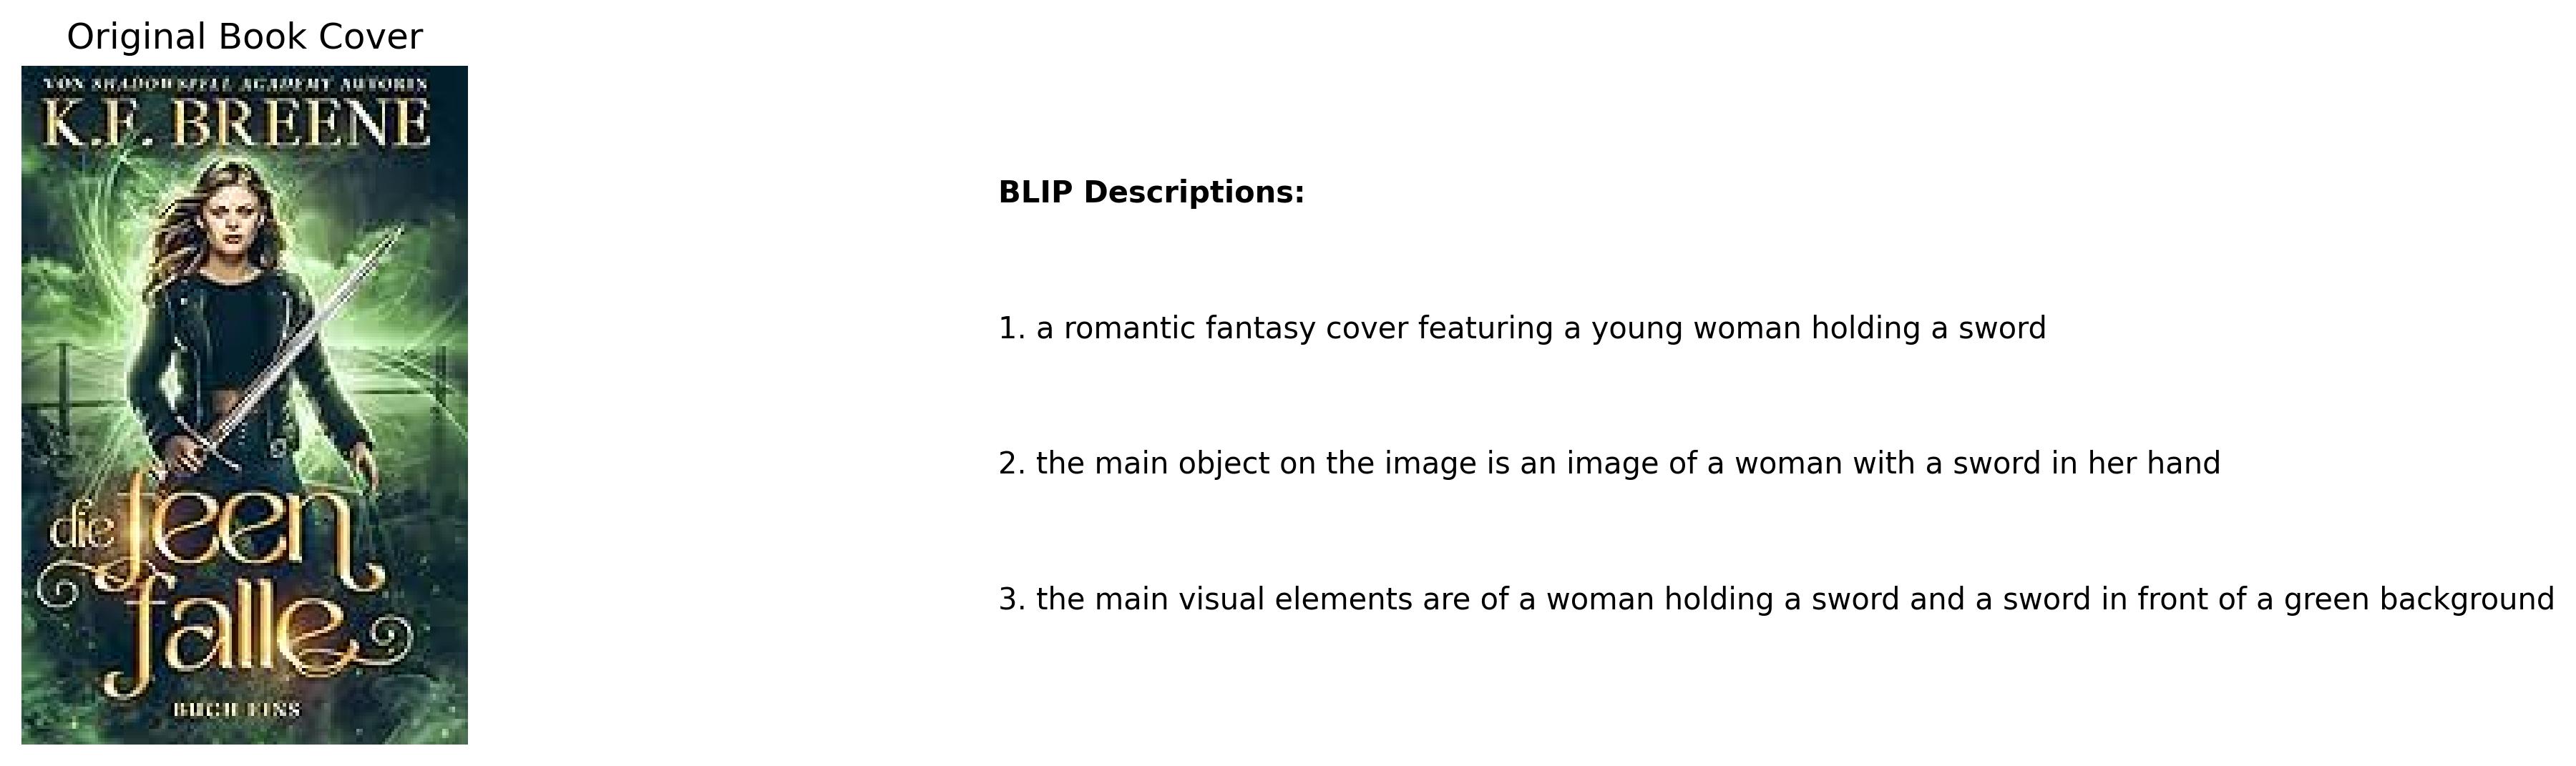 Original Book Cover
VON SHADOWSPELL ACADEMY AUTORIN
K.F. BREENE
die feen
falle
BUCH EINS
BLIP Descriptions:
1. a romantic fantasy cover featuring a young woman holding a sword
2. the main object on the image is an image of a woman with a sword in her hand
3. the main visual elements are of a woman holding a sword and a sword in front of a green background